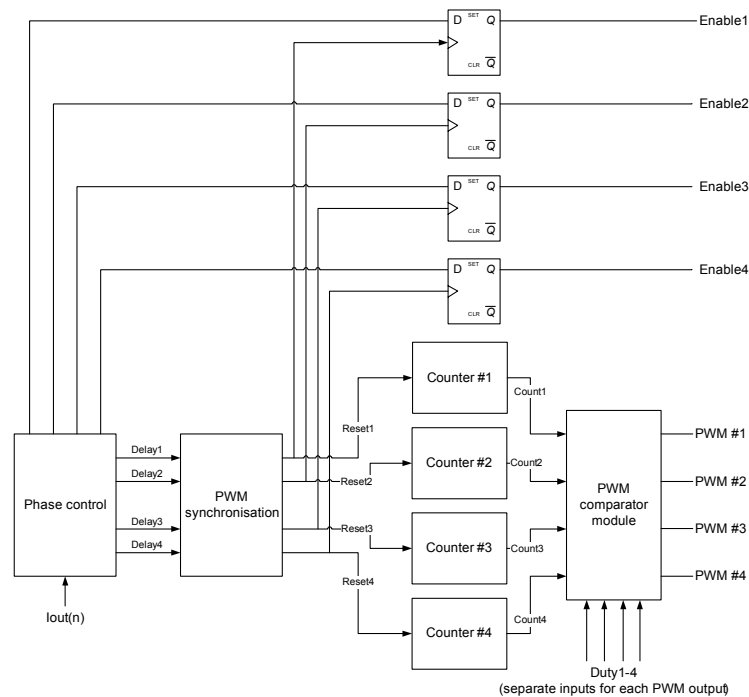 D SET Q
CLR Q
Enable1
D SET Q
CLR Q
Enable2
D SET Q
CLR Q
Enable3
D SET Q
CLR Q
Enable4
Phase control
Iout(n)
Delay1
Delay2
Delay3
Delay4
PWM
synchronisation
Reset1
Reset2
Reset3
Reset4
Counter #1
Counter #2
Counter #3
Counter #4
Count1
Count2
Count3
Count4
PWM
comparator
module
PWM #1
PWM #2
PWM #3
PWM #4
Duty1-4
(separate inputs for each PWM output)